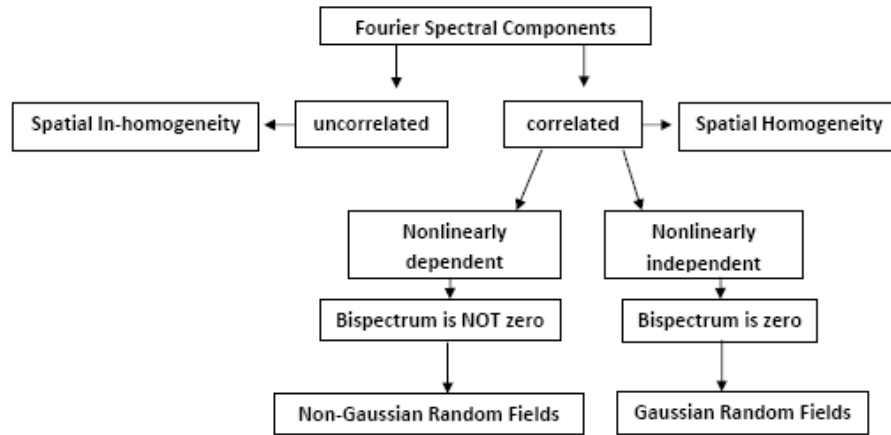 Fourier Spectral Components
Spatial In-homogeneity
uncorrelated
correlated
Spatial Homogeneity
Nonlinearly
dependent
Nonlinearly
independent
Bispectrum is NOT zero
Bispectrum is zero
Non-Gaussian Random Fields
Gaussian Random Fields